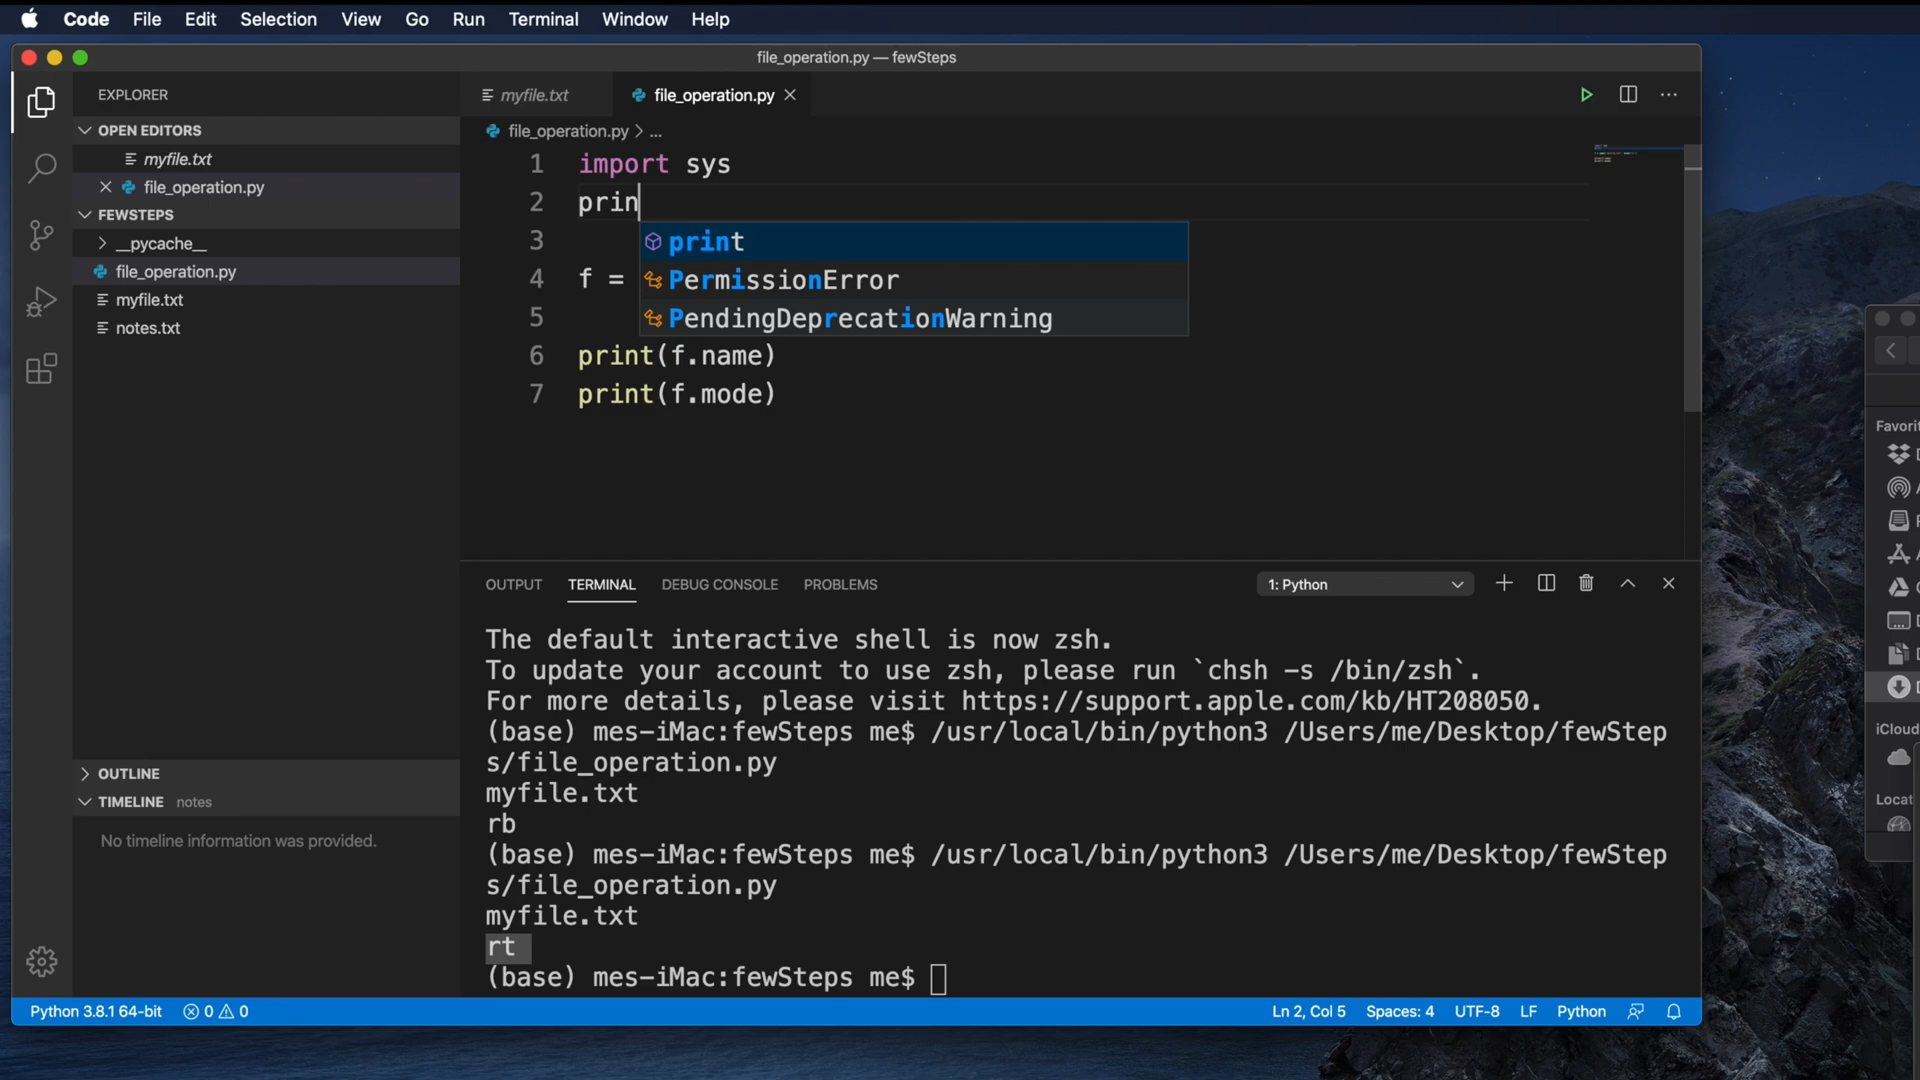 Code File Edit Selection View Go Run Terminal Window Help
file_operation.py — fewSteps
EXPLORER
OPEN EDITORS
myfile.txt
file_operation.py
FEWSTEPS
__pycache__
file_operation.py
myfile.txt
notes.txt
OUTLINE
TIMELINE notes
No timeline information was provided.
myfile.txt file_operation.py
file_operation.py > ...
1 import sys
2 prin
3
4 f =
5
6 print(f.name)
7 print(f.mode)
print
PermissionError
PendingDeprecationWarning
OUTPUT TERMINAL DEBUG CONSOLE PROBLEMS 1: Python
The default interactive shell is now zsh.
To update your account to use zsh, please run `chsh -s /bin/zsh`.
For more details, please visit https://support.apple.com/kb/HT208050.
(base) mes-iMac:fewSteps me$ /usr/local/bin/python3 /Users/me/Desktop/fewStep
s/file_operation.py
myfile.txt
rb
(base) mes-iMac:fewSteps me$ /usr/local/bin/python3 /Users/me/Desktop/fewStep
s/file_operation.py
myfile.txt
rt
(base) mes-iMac:fewSteps me$
Python 3.8.1 64-bit 0 0 Ln 2, Col 5 Spaces: 4 UTF-8 LF Python
Favorit
iCloud
Locat